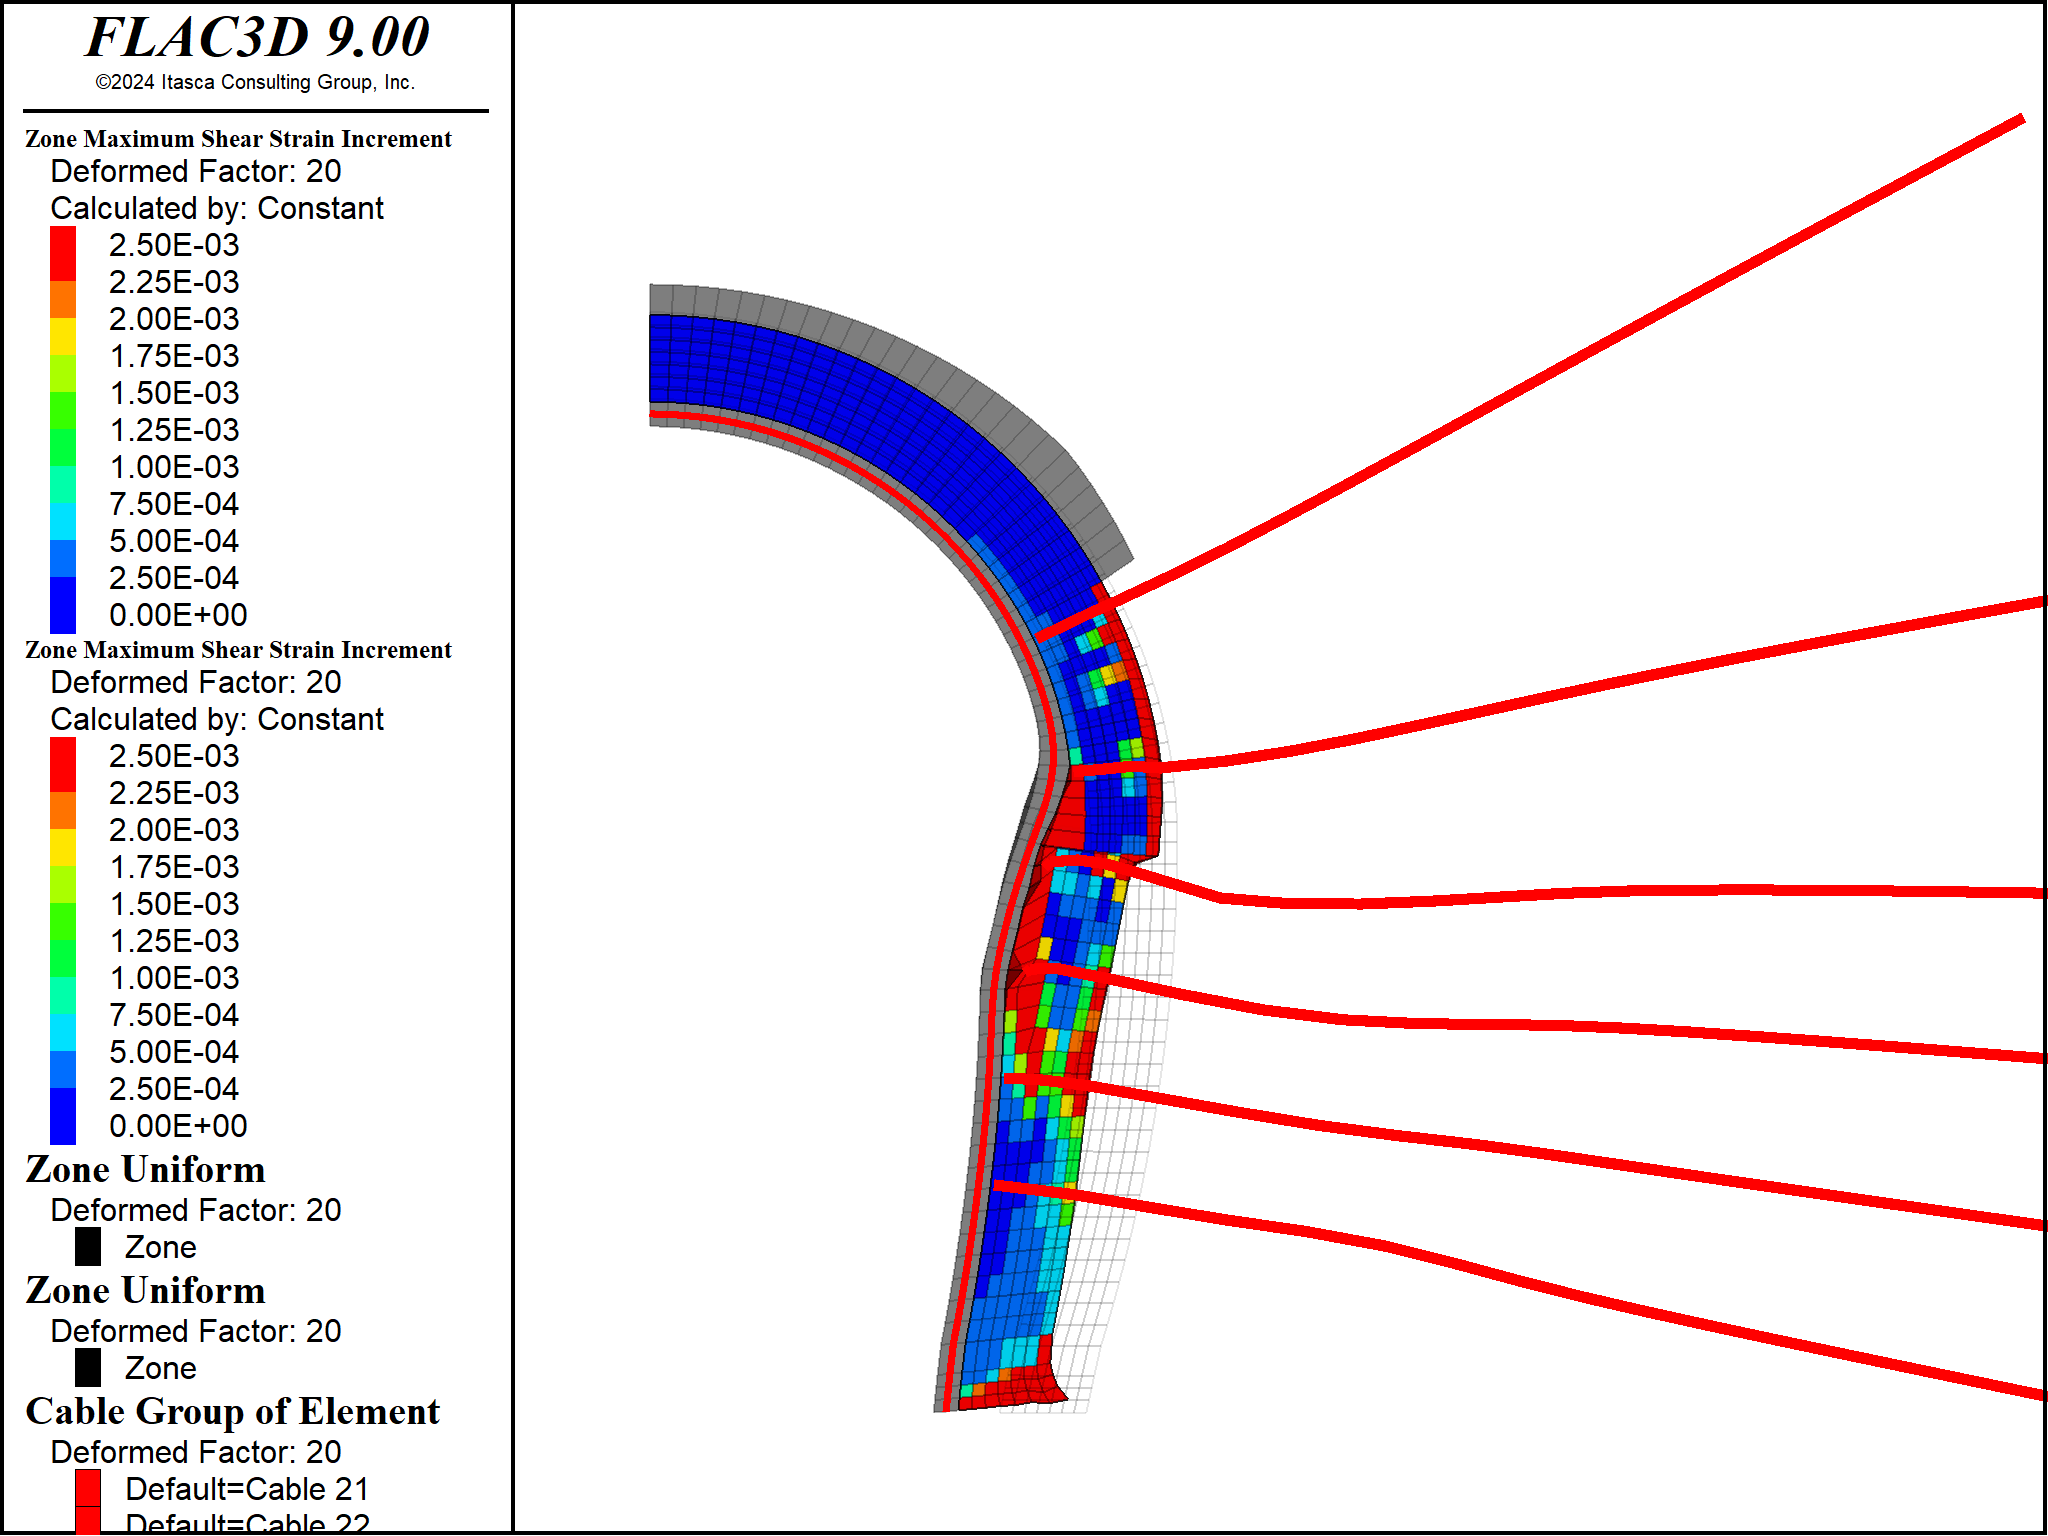 FLAC3D 9.00
©2024 Itasca Consulting Group, Inc.
Zone Maximum Shear Strain Increment
Deformed Factor: 20
Calculated by: Constant
2.50E-03
2.25E-03
2.00E-03
1.75E-03
1.50E-03
1.25E-03
1.00E-03
7.50E-04
5.00E-04
2.50E-04
0.00E+00
Zone Maximum Shear Strain Increment
Deformed Factor: 20
Calculated by: Constant
2.50E-03
2.25E-03
2.00E-03
1.75E-03
1.50E-03
1.25E-03
1.00E-03
7.50E-04
5.00E-04
2.50E-04
0.00E+00
Zone Uniform
Deformed Factor: 20
Zone
Zone Uniform
Deformed Factor: 20
Zone
Cable Group of Element
Deformed Factor: 20
Default=Cable 21
Default=Cable 22